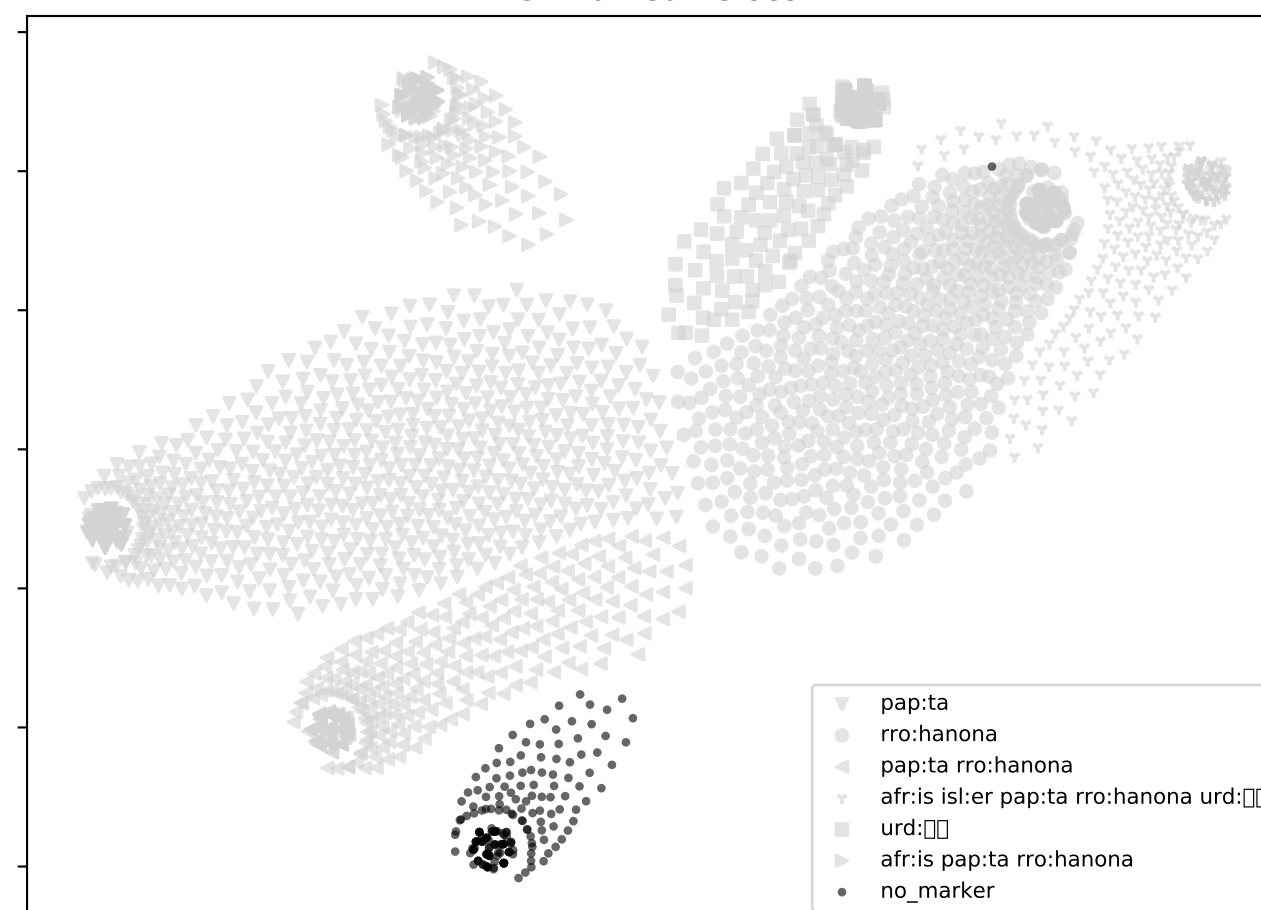 pap:ta
rro:hanona
pap:ta rro:hanona
afr:is isl:er pap:ta rro:hanona urd:
urd:
afr:is pap:ta rro:hanona
no_marker